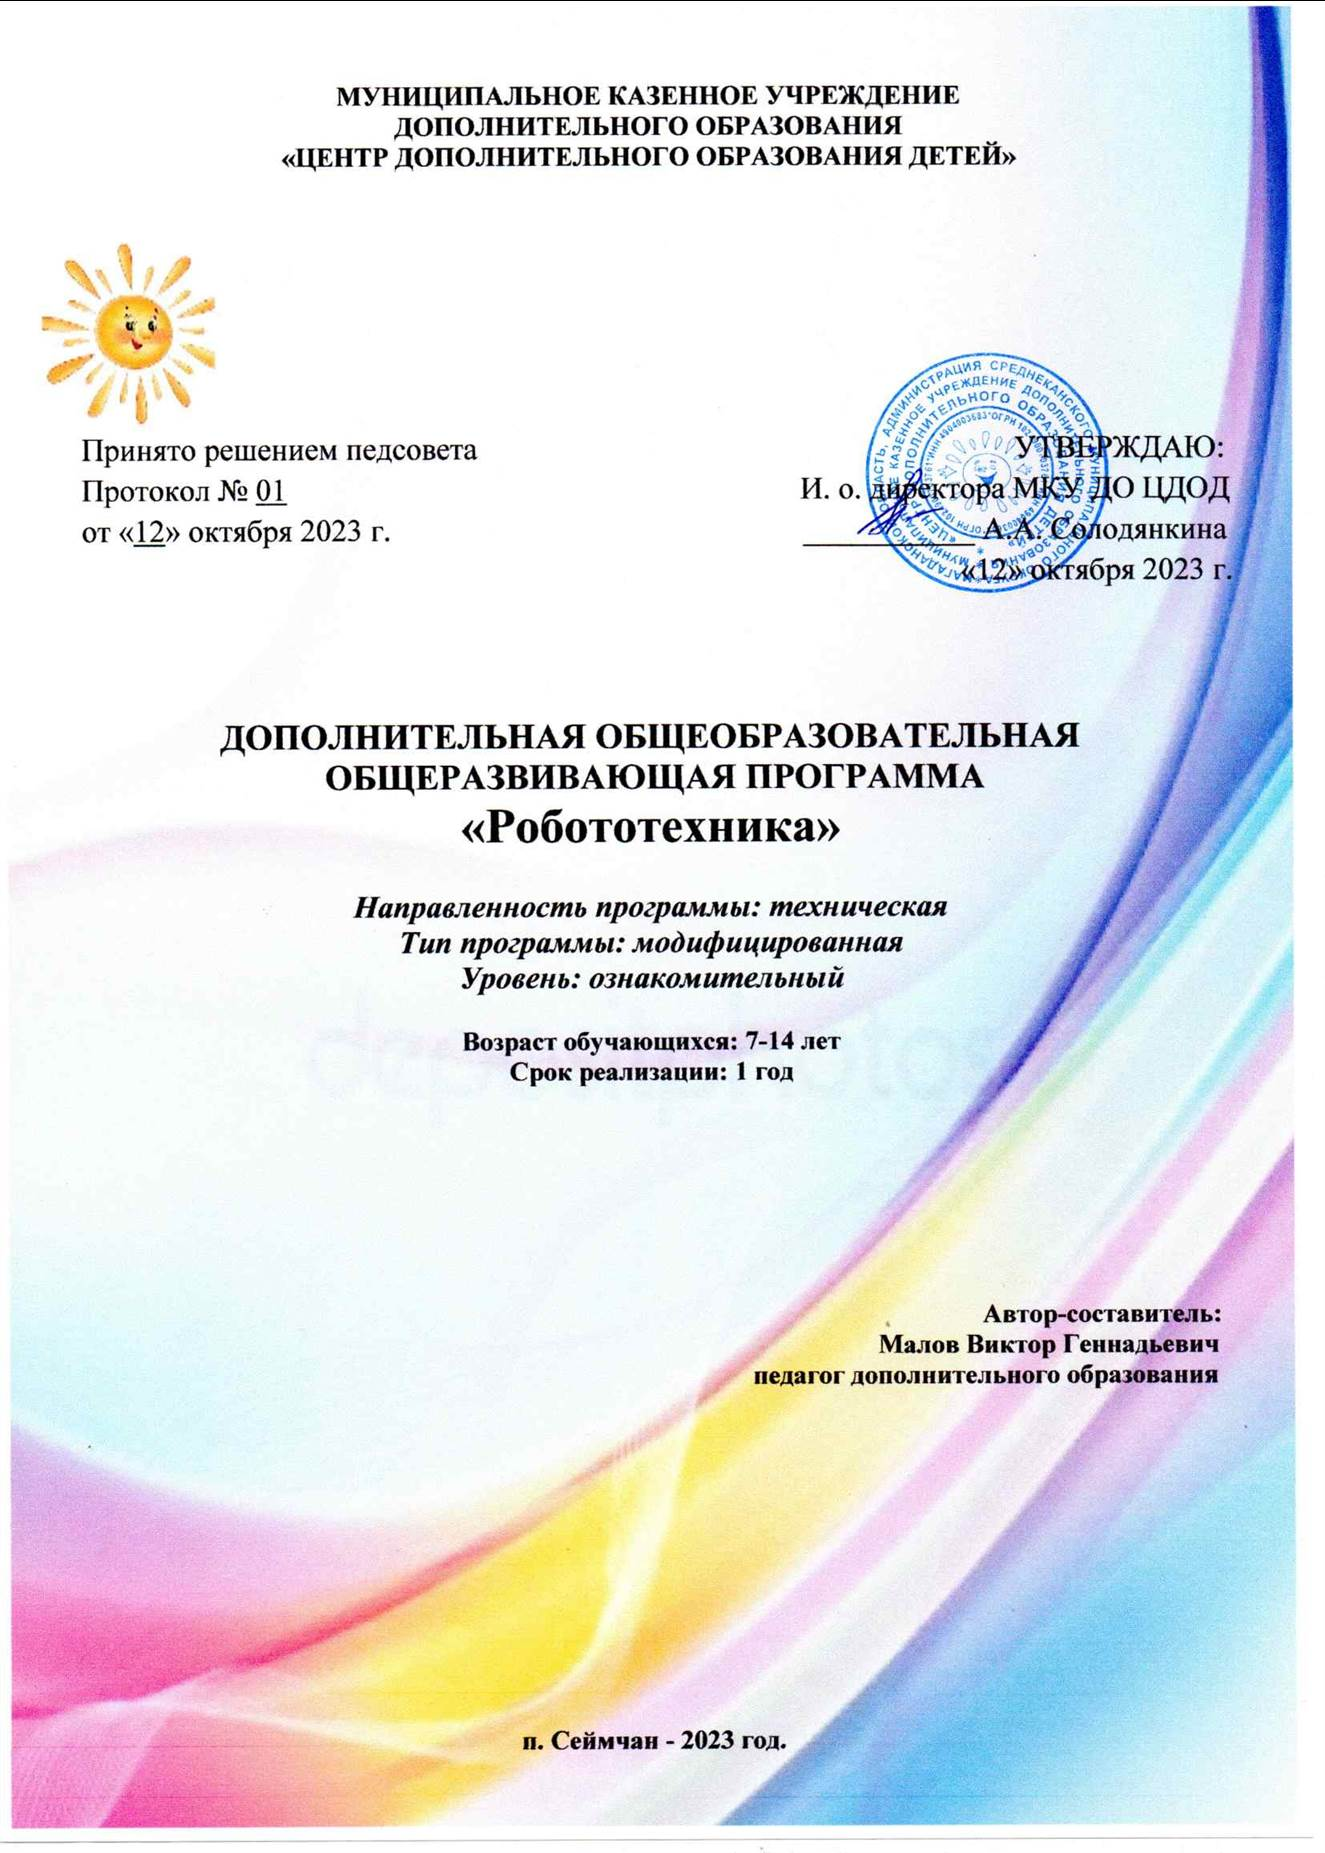 МУНИЦИПАЛЬНОЕ КАЗЕННОЕ УЧРЕЖДЕНИЕ
ДОПОЛНИТЕЛЬНОГО ОБРАЗОВАНИЯ
«ЦЕНТР ДОПОЛНИТЕЛЬНОГО ОБРАЗОВАНИЯ ДЕТЕЙ»
Принято решением педсовета
Протокол № 01
от «12» октября 2023 г.
УТВЕРЖДАЮ:
И. о. директора МКУ ДО ЦДОД
А.А. Солодянкина
«12» октября 2023 г.
ДОПОЛНИТЕЛЬНАЯ ОБЩЕОБРАЗОВАТЕЛЬНАЯ
ОБЩЕРАЗВИВАЮЩАЯ ПРОГРАММА
«Робототехника»
Направленность программы: техническая
Тип программы: модифицированная
Уровень: ознакомительный
Возраст обучающихся: 7-14 лет
Срок реализации: 1 год
Автор-составитель:
Малов Виктор Геннадьевич
педагог дополнительного образования
п. Сеймчан - 2023 год.